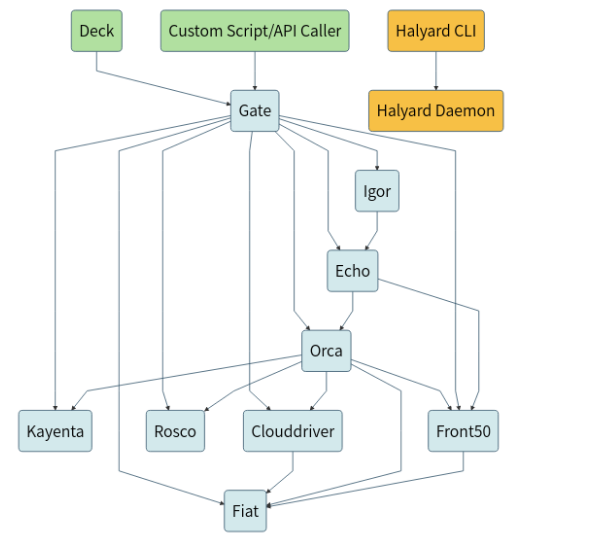 Deck
Custom Script/API Caller
Halyard CLI
Gate
Halyard Daemon
Igor
Echo
Orca
Kayenta
Rosco
Clouddriver
Front50
Fiat